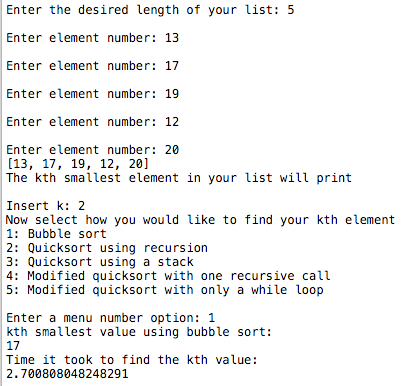 Enter the desired length of your list: 5
Enter element number: 13
Enter element number: 17
Enter element number: 19
Enter element number: 12
Enter element number: 20
[13, 17, 19, 12, 20]
The kth smallest element in your list will print
Insert k: 2
Now select how you would like to find your kth element
1: Bubble sort
2: Quicksort using recursion
3: Quicksort using a stack
4: Modified quicksort with one recursive call
5: Modified quicksort with only a while loop
Enter a menu number option: 1
kth smallest value using bubble sort:
17
Time it took to find the kth value:
2.700808048248291